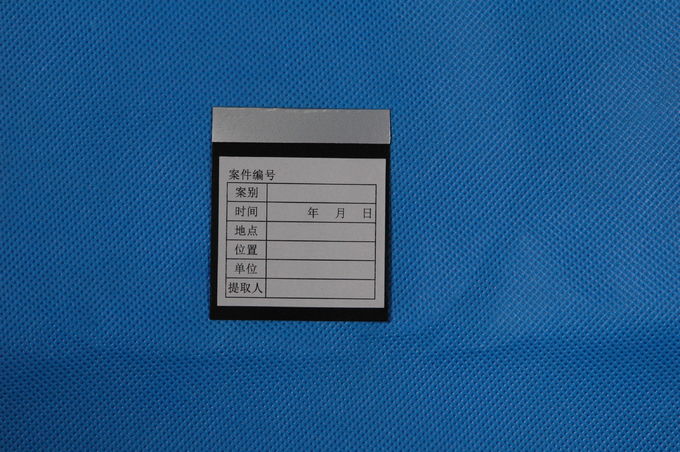 案件编号
案别
时间 年 月 日
地点
位置
单位
提取人